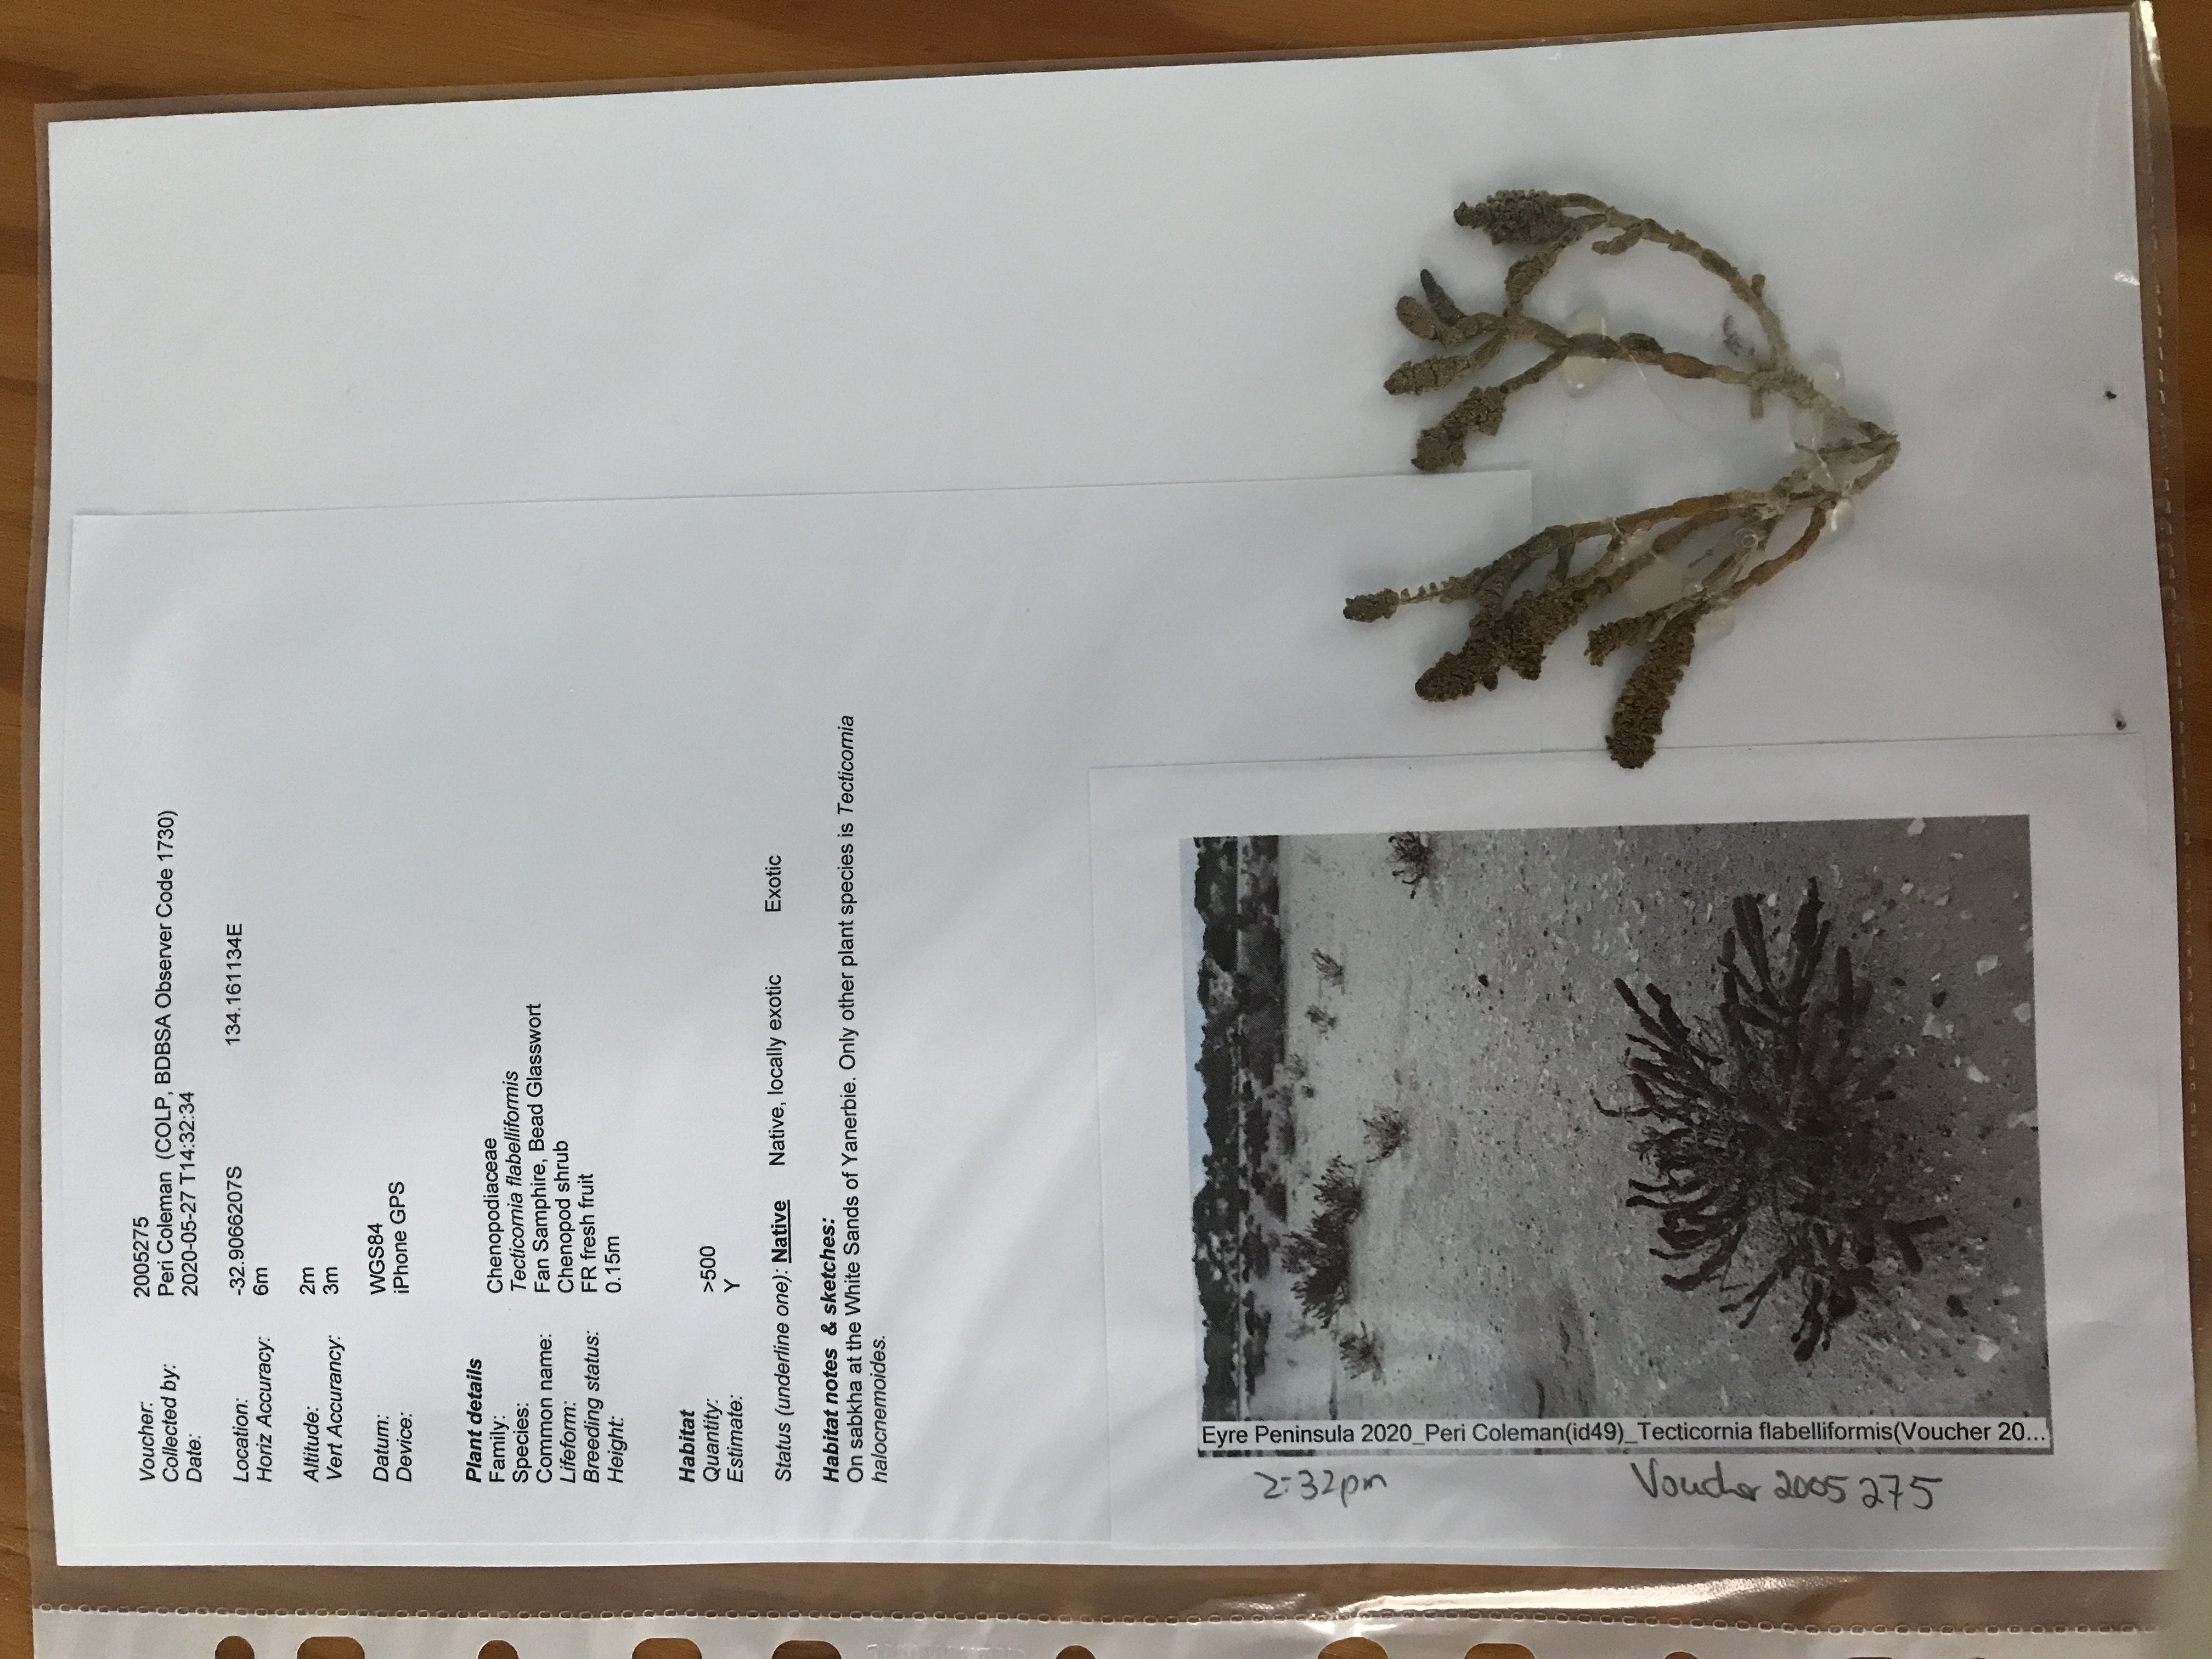 Voucher: 2005275
Collected by: Peri Coleman (COLP, BDBSA Observer Code 1730)
Date: 2020-05-27 T14:32:34
Location: -32.9066207S 134.161134E
Horiz Accuracy: 6m
Altitude: 2m
Vert Accurancy: 3m
Datum: WGS84
Device: iPhone GPS
Plant details
Family: Chenopodiaceae
Species: Tecticornia flabelliformis
Common name: Fan Samphire, Bead Glasswort
Lifeform: Chenopod shrub
Breeding status: FR fresh fruit
Height: 0.15m
Habitat
Quantity: >500
Estimate: Y
Status (underline one): Native Native, locally exotic Exotic
Habitat notes & sketches:
On sabkha at the White Sands of Yanerbie. Only other plant species is Tecticornia
halocnemoides.
Eyre Peninsula 2020_Peri Coleman(id49)_Tecticornia flabelliformis(Voucher 20...
2:32pm Voucher 2005275